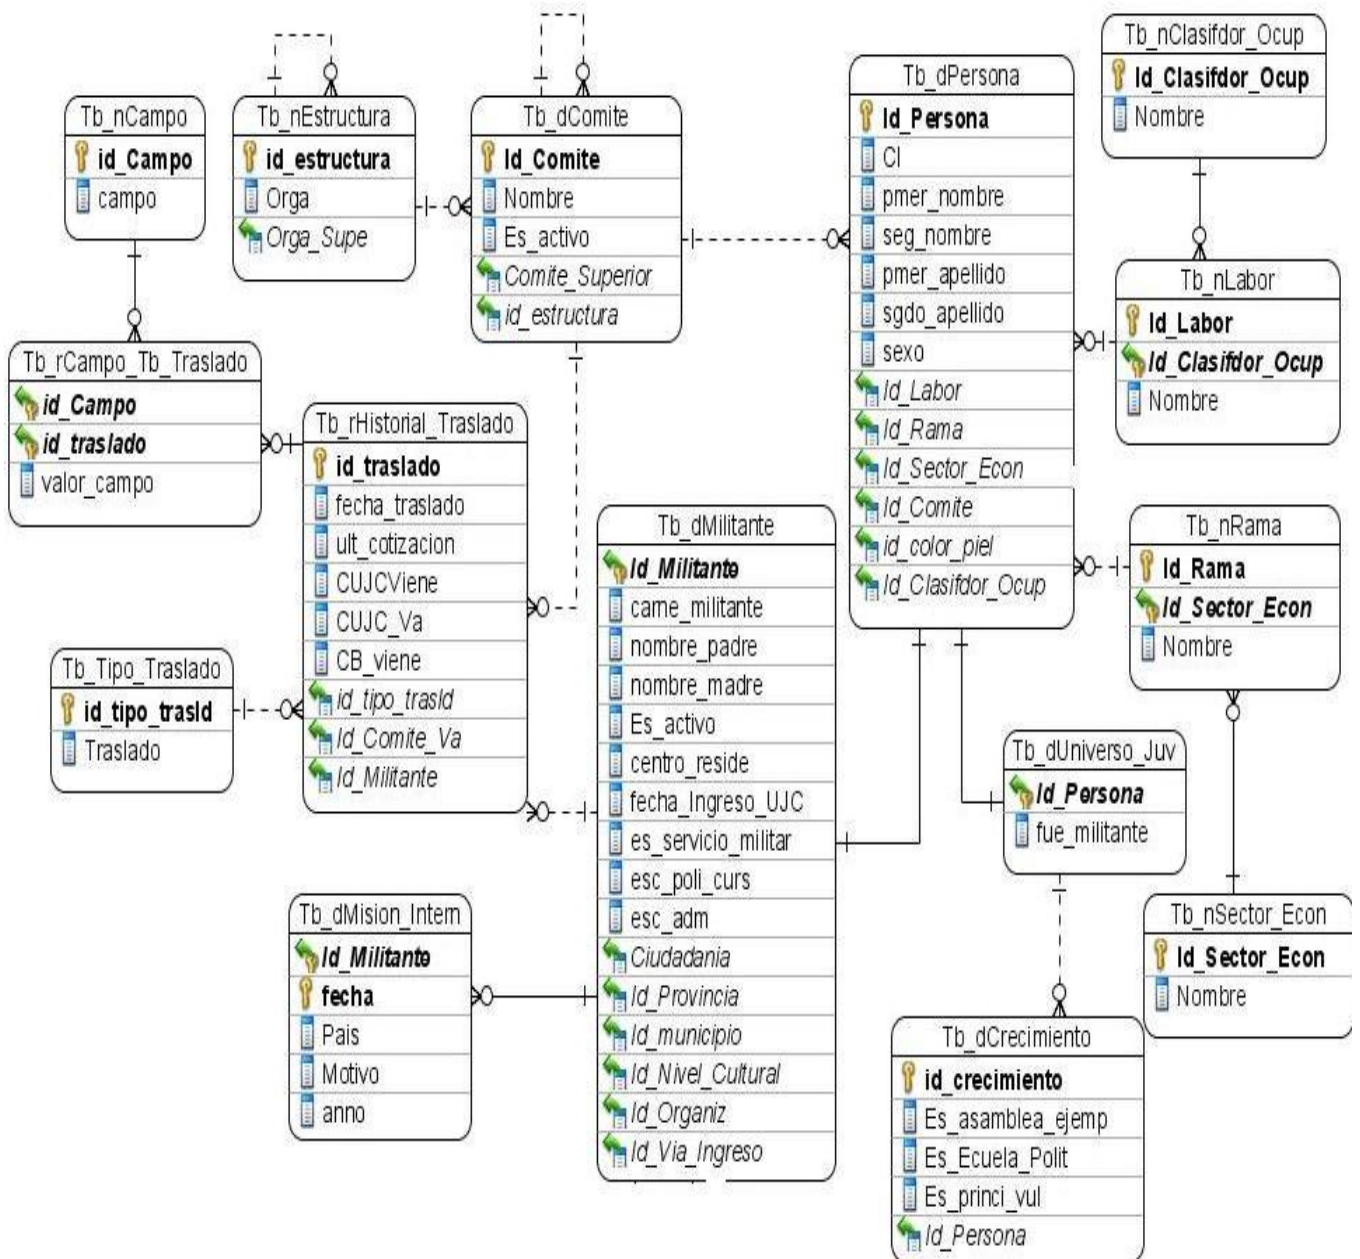 Tb_nCampo
id_Campo
campo
Tb_nEstructura
id_estructura
Orga
Orga_Supe
Tb_dComite
Id_Comite
Nombre
Es_activo
Comite_Superior
id_estructura
Tb_dPersona
Id_Persona
CI
pmer_nombre
seg_nombre
pmer_apellido
sgdo_apellido
sexo
Id_Labor
Id_Rama
Id_Sector_Econ
Id_Comite
id_color_piel
Id_Clasifdor_Ocup
Tb_nClasifdor_Ocup
Id_Clasifdor_Ocup
Nombre
Tb_nLabor
Id_Labor
Id_Clasifdor_Ocup
Nombre
Tb_rCampo_Tb_Traslado
id_Campo
id_traslado
valor_campo
Tb_rHistorial_Traslado
id_traslado
fecha_traslado
ult_cotizacion
CUJCViene
CUJC_Va
CB_viene
id_tipo_trasld
Id_Comite_Va
Id_Militante
Tb_dMilitante
Id_Militante
carne_militante
nombre_padre
nombre_madre
Es_activo
centro_reside
fecha_Ingreso_UJC
es_servicio_militar
esc_poli_curs
esc_adm
Ciudadania
Id_Provincia
Id_municipio
Id_Nivel_Cultural
Id_Organiz
Id_Via_Ingreso
Tb_nRama
Id_Rama
Id_Sector_Econ
Nombre
Tb_Tipo_Traslado
id_tipo_trasld
Traslado
Tb_dUniverso_Juv
Id_Persona
fue_militante
Tb_dMision_Intern
Id_Militante
fecha
Pais
Motivo
anno
Tb_nSector_Econ
Id_Sector_Econ
Nombre
Tb_dCrecimiento
id_crecimiento
Es_asamblea_ejemp
Es_Ecuela_Polit
Es_princi_vul
Id_Persona